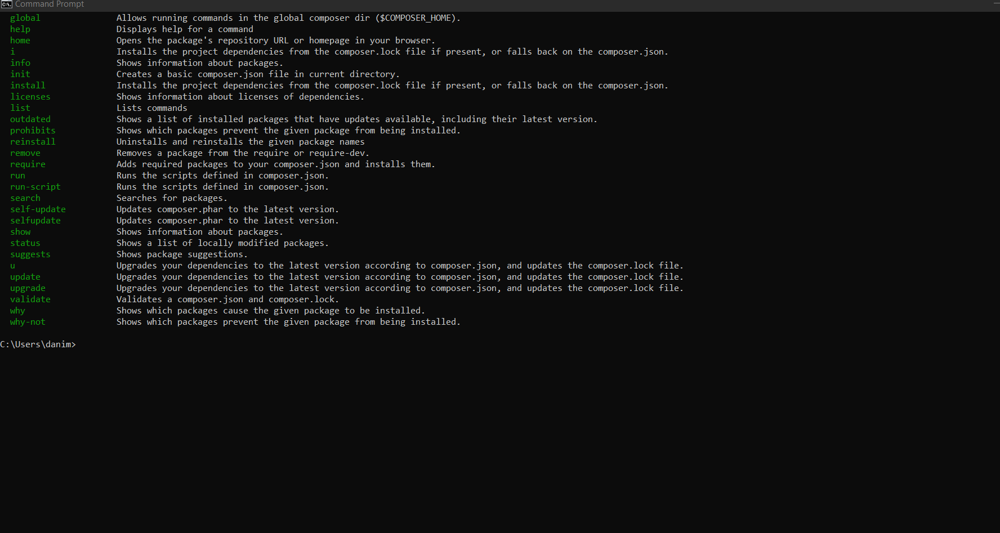 Command Prompt
global Allows running commands in the global composer dir ($COMPOSER_HOME).
help Displays help for a command
home Opens the package's repository URL or homepage in your browser.
i Installs the project dependencies from the composer.lock file if present, or falls back on the composer.json.
info Shows information about packages.
init Creates a basic composer.json file in current directory.
install Installs the project dependencies from the composer.lock file if present, or falls back on the composer.json.
licenses Shows information about licenses of dependencies.
list Lists commands
outdated Shows a list of installed packages that have updates available, including their latest version.
prohibits Shows which packages prevent the given package from being installed.
reinstall Uninstalls and reinstalls the given package names
remove Removes a package from the require or require-dev.
require Adds required packages to your composer.json and installs them.
run Runs the scripts defined in composer.json.
run-script Runs the scripts defined in composer.json.
search Searches for packages.
self-update Updates composer.phar to the latest version.
selfupdate Updates composer.phar to the latest version.
show Shows information about packages.
status Shows a list of locally modified packages.
suggests Shows package suggestions.
u Upgrades your dependencies to the latest version according to composer.json, and updates the composer.lock file.
update Upgrades your dependencies to the latest version according to composer.json, and updates the composer.lock file.
upgrade Upgrades your dependencies to the latest version according to composer.json, and updates the composer.lock file.
validate Validates a composer.json and composer.lock.
why Shows which packages cause the given package to be installed.
why-not Shows which packages prevent the given package from being installed.
C:\Users\danim>